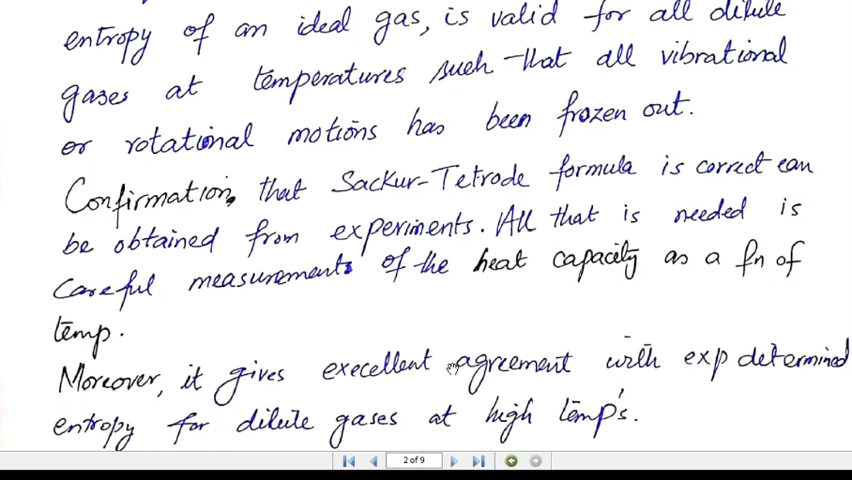 entropy of an ideal gas, is valid for all dilute
gases at temperatures such that all vibrational
or rotational motions has been frozen out.
Confirmation, that Sackur-Tetrode formula is correct can
be obtained from experiments. All that is needed is
careful measurements of the heat capacity as a fn of
temp.
Moreover, it gives execellent agreement with exp determined
entropy for dilute gases at high temp's.
2 of 9